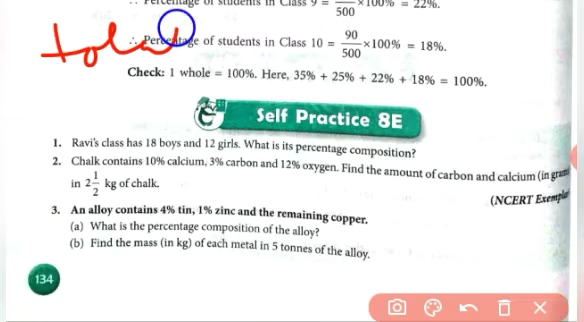 ∴ Percentage of students in Class 9 = ――×100% = 22%.
500
total
∴ Percentage of students in Class 10 = 90/500 ×100% = 18%.
Check: 1 whole = 100%. Here, 35% + 25% + 22% + 18% = 100%.
Self Practice 8E
1. Ravi's class has 18 boys and 12 girls. What is its percentage composition?
2. Chalk contains 10% calcium, 3% carbon and 12% oxygen. Find the amount of carbon and calcium (in grams
in 2 1/2 kg of chalk.
(NCERT Exemplar
3. An alloy contains 4% tin, 1% zinc and the remaining copper.
(a) What is the percentage composition of the alloy?
(b) Find the mass (in kg) of each metal in 5 tonnes of the alloy.
134